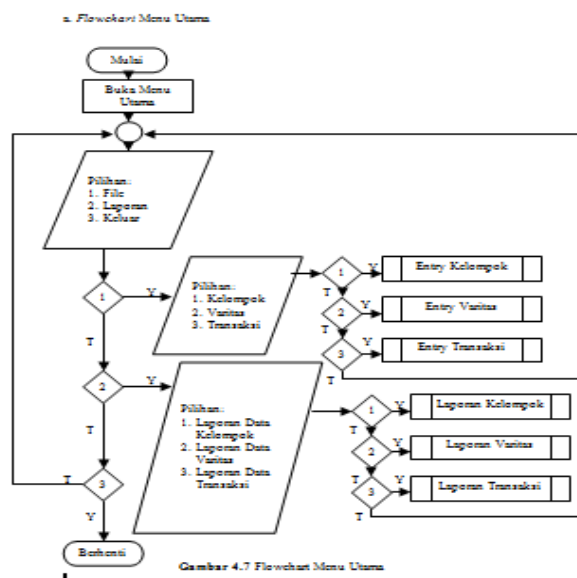 a. Flowchart Menu Utama
Mulai
Buka Menu
Utama
Pilihan:
1. File
2. Laporan
3. Keluar
1
Y
T
Pilihan:
1. Kelompok
2. Varitas
3. Transaksi
1
Y
Entry Kelompok
T
2
Y
Entry Varitas
T
3
Y
Entry Transaksi
T
2
Y
T
Pilihan:
1. Laporan Data
Kelompok
2. Laporan Data
Varitas
3. Laporan Data
Transaksi
1
Y
Laporan Kelompok
T
2
Y
Laporan Varitas
T
3
Y
Laporan Transaksi
T
T
3
Y
Berhenti
Gambar 4.7 Flowchart Menu Utama